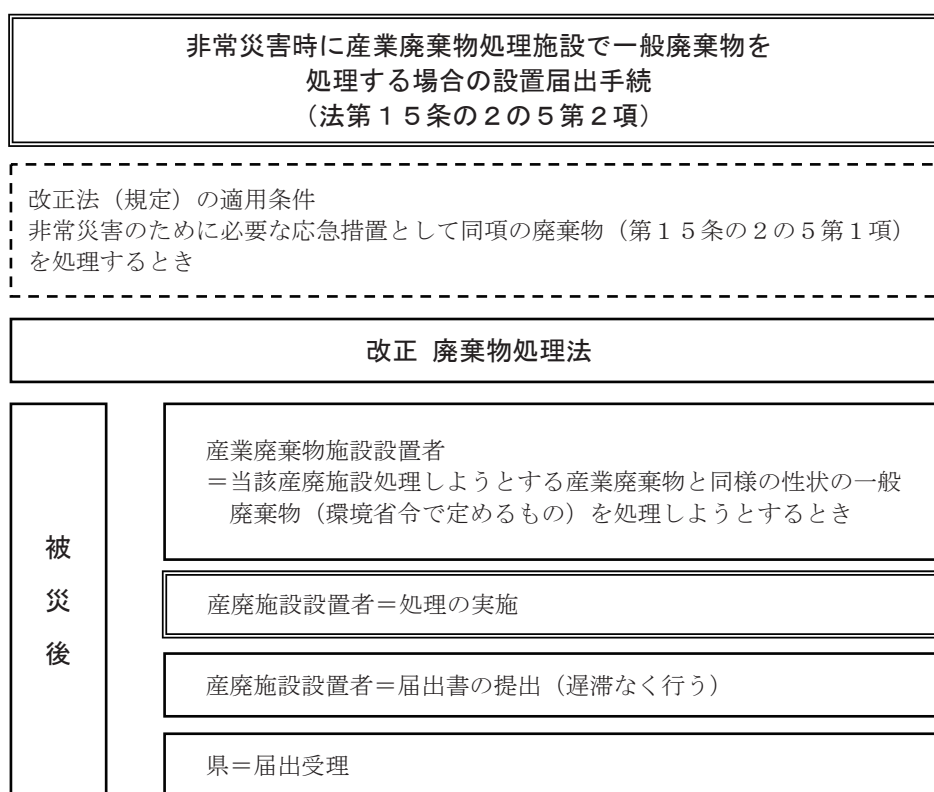 非常災害時に産業廃棄物処理施設で一般廃棄物を
処理する場合の設置届出手続
（法第１５条の２の５第２項）
改正法（規定）の適用条件
非常災害のために必要な応急措置として同項の廃棄物（第１５条の２の５第１項）
を処理するとき
改正 廃棄物処理法
被
災
後
産業廃棄物施設設置者
＝当該産廃施設処理しようとする産業廃棄物と同様の性状の一般
廃棄物（環境省令で定めるもの）を処理しようとするとき
産廃施設設置者＝処理の実施
産廃施設設置者＝届出書の提出（遅滞なく行う）
県＝届出受理